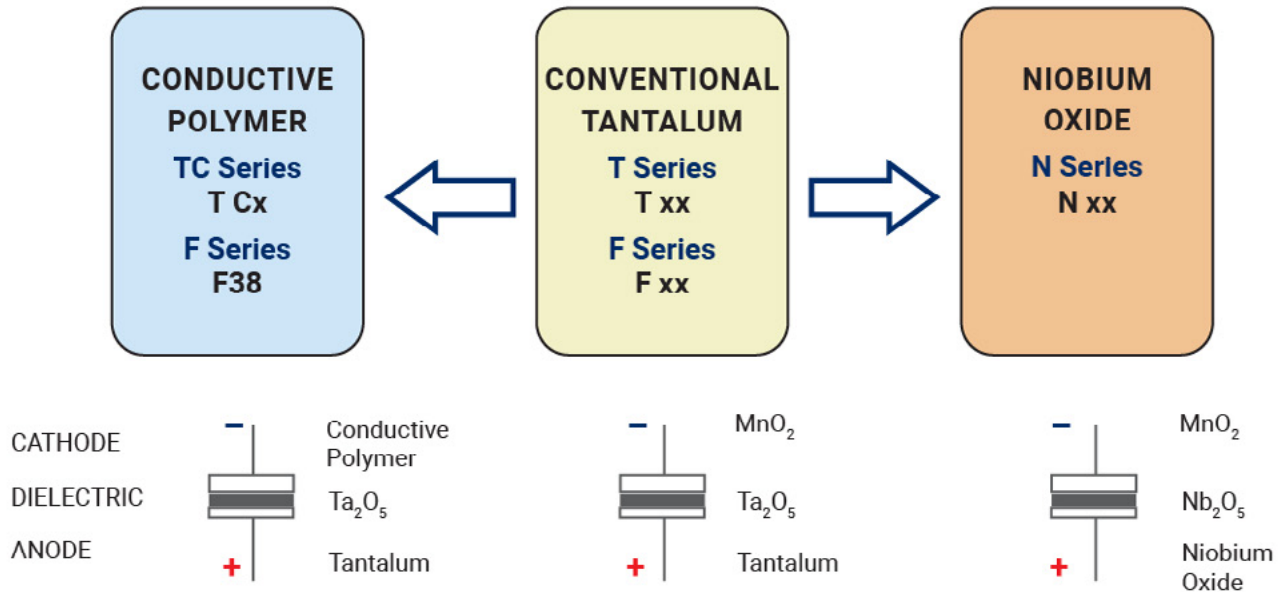 CONDUCTIVE
POLYMER
TC Series
T Cx
F Series
F38
CONVENTIONAL
TANTALUM
T Series
T xx
F Series
F xx
NIOBIUM
OXIDE
N Series
N xx
CATHODE
DIELECTRIC
ΛNODE
−
Conductive
Polymer
Ta₂O₅
+
Tantalum
−
MnO₂
Ta₂O₅
+
Tantalum
−
MnO₂
Nb₂O₅
+
Niobium
Oxide